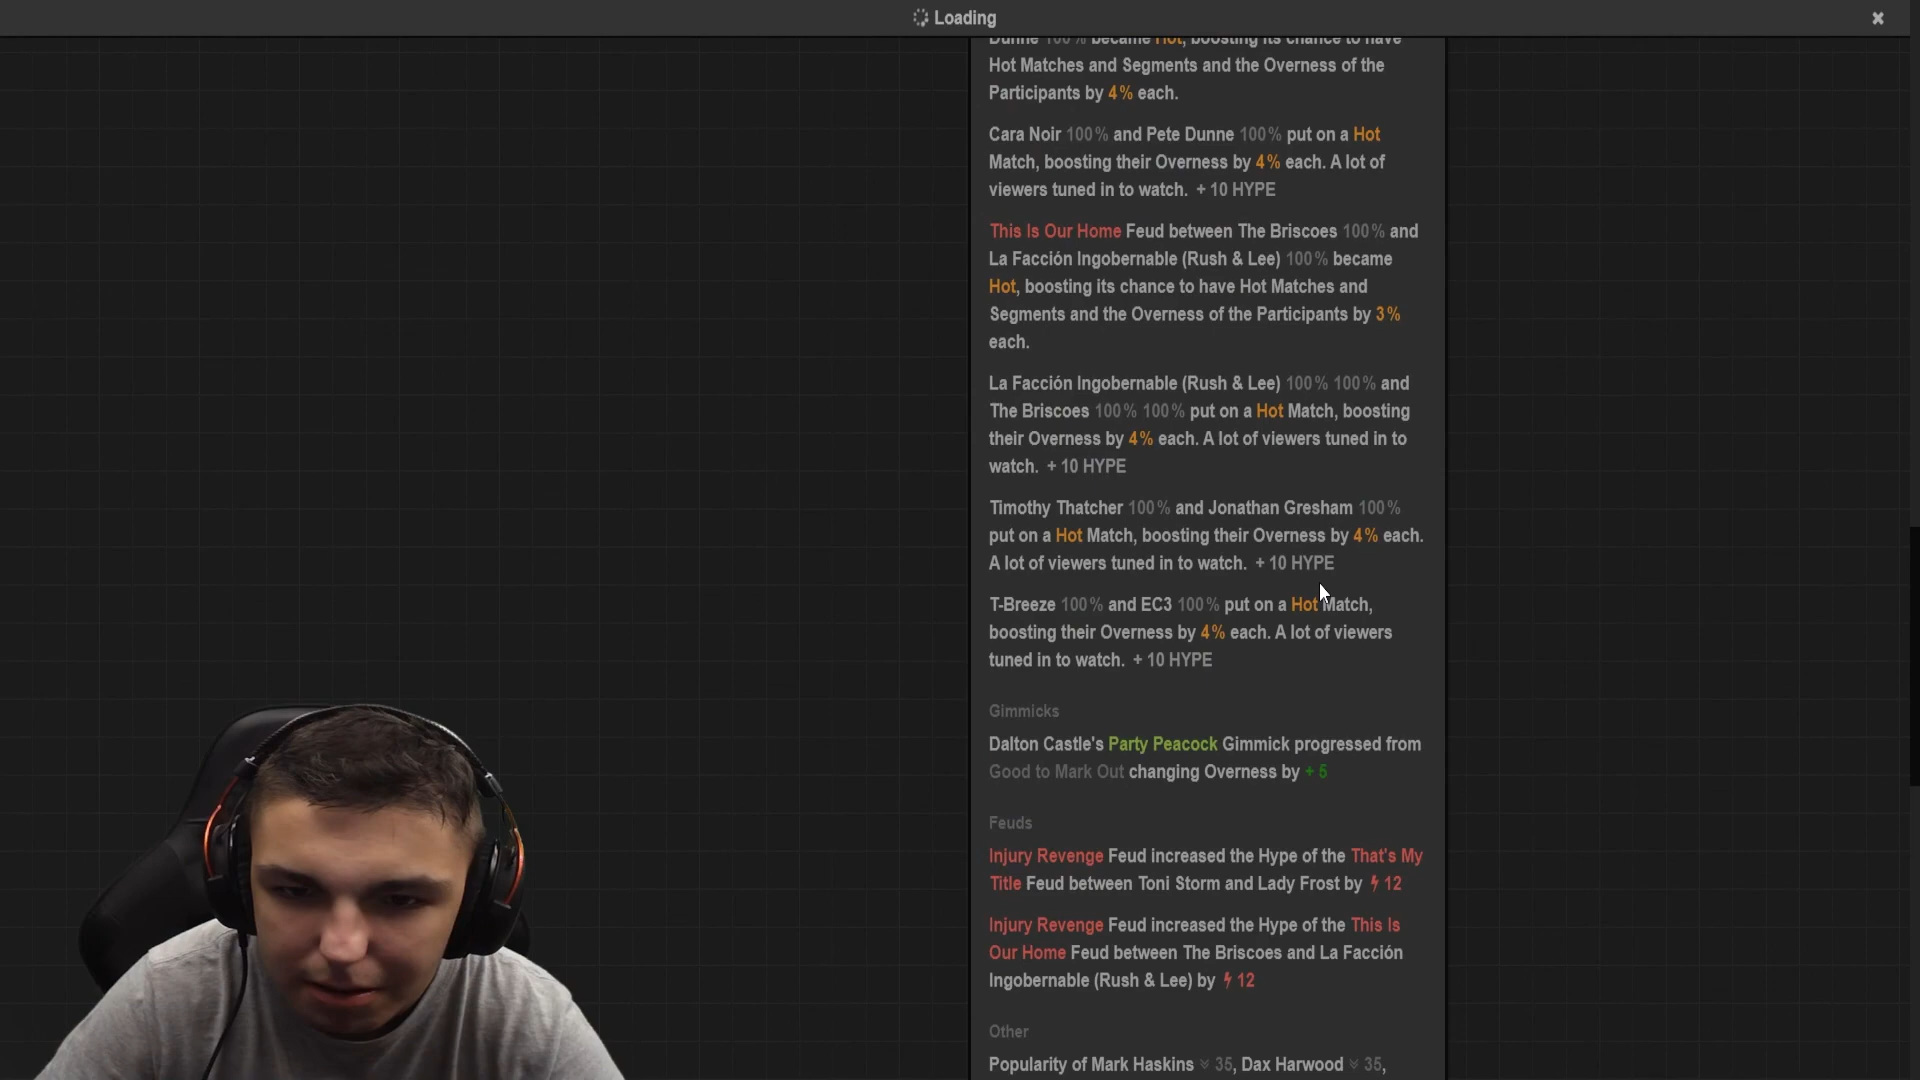 Loading
Dunne 100% became Hot, boosting its chance to have
Hot Matches and Segments and the Overness of the
Participants by 4% each.
Cara Noir 100% and Pete Dunne 100% put on a Hot
Match, boosting their Overness by 4% each. A lot of
viewers tuned in to watch. + 10 HYPE
This Is Our Home Feud between The Briscoes 100% and
La Facción Ingobernable (Rush & Lee) 100% became
Hot, boosting its chance to have Hot Matches and
Segments and the Overness of the Participants by 3%
each.
La Facción Ingobernable (Rush & Lee) 100% 100% and
The Briscoes 100% 100% put on a Hot Match, boosting
their Overness by 4% each. A lot of viewers tuned in to
watch. + 10 HYPE
Timothy Thatcher 100% and Jonathan Gresham 100%
put on a Hot Match, boosting their Overness by 4% each.
A lot of viewers tuned in to watch. + 10 HYPE
T-Breeze 100% and EC3 100% put on a Hot Match,
boosting their Overness by 4% each. A lot of viewers
tuned in to watch. + 10 HYPE
Gimmicks
Dalton Castle's Party Peacock Gimmick progressed from
Good to Mark Out changing Overness by + 5
Feuds
Injury Revenge Feud increased the Hype of the That's My
Title Feud between Toni Storm and Lady Frost by 12
Injury Revenge Feud increased the Hype of the This Is
Our Home Feud between The Briscoes and La Facción
Ingobernable (Rush & Lee) by 12
Other
Popularity of Mark Haskins 35, Dax Harwood 35,